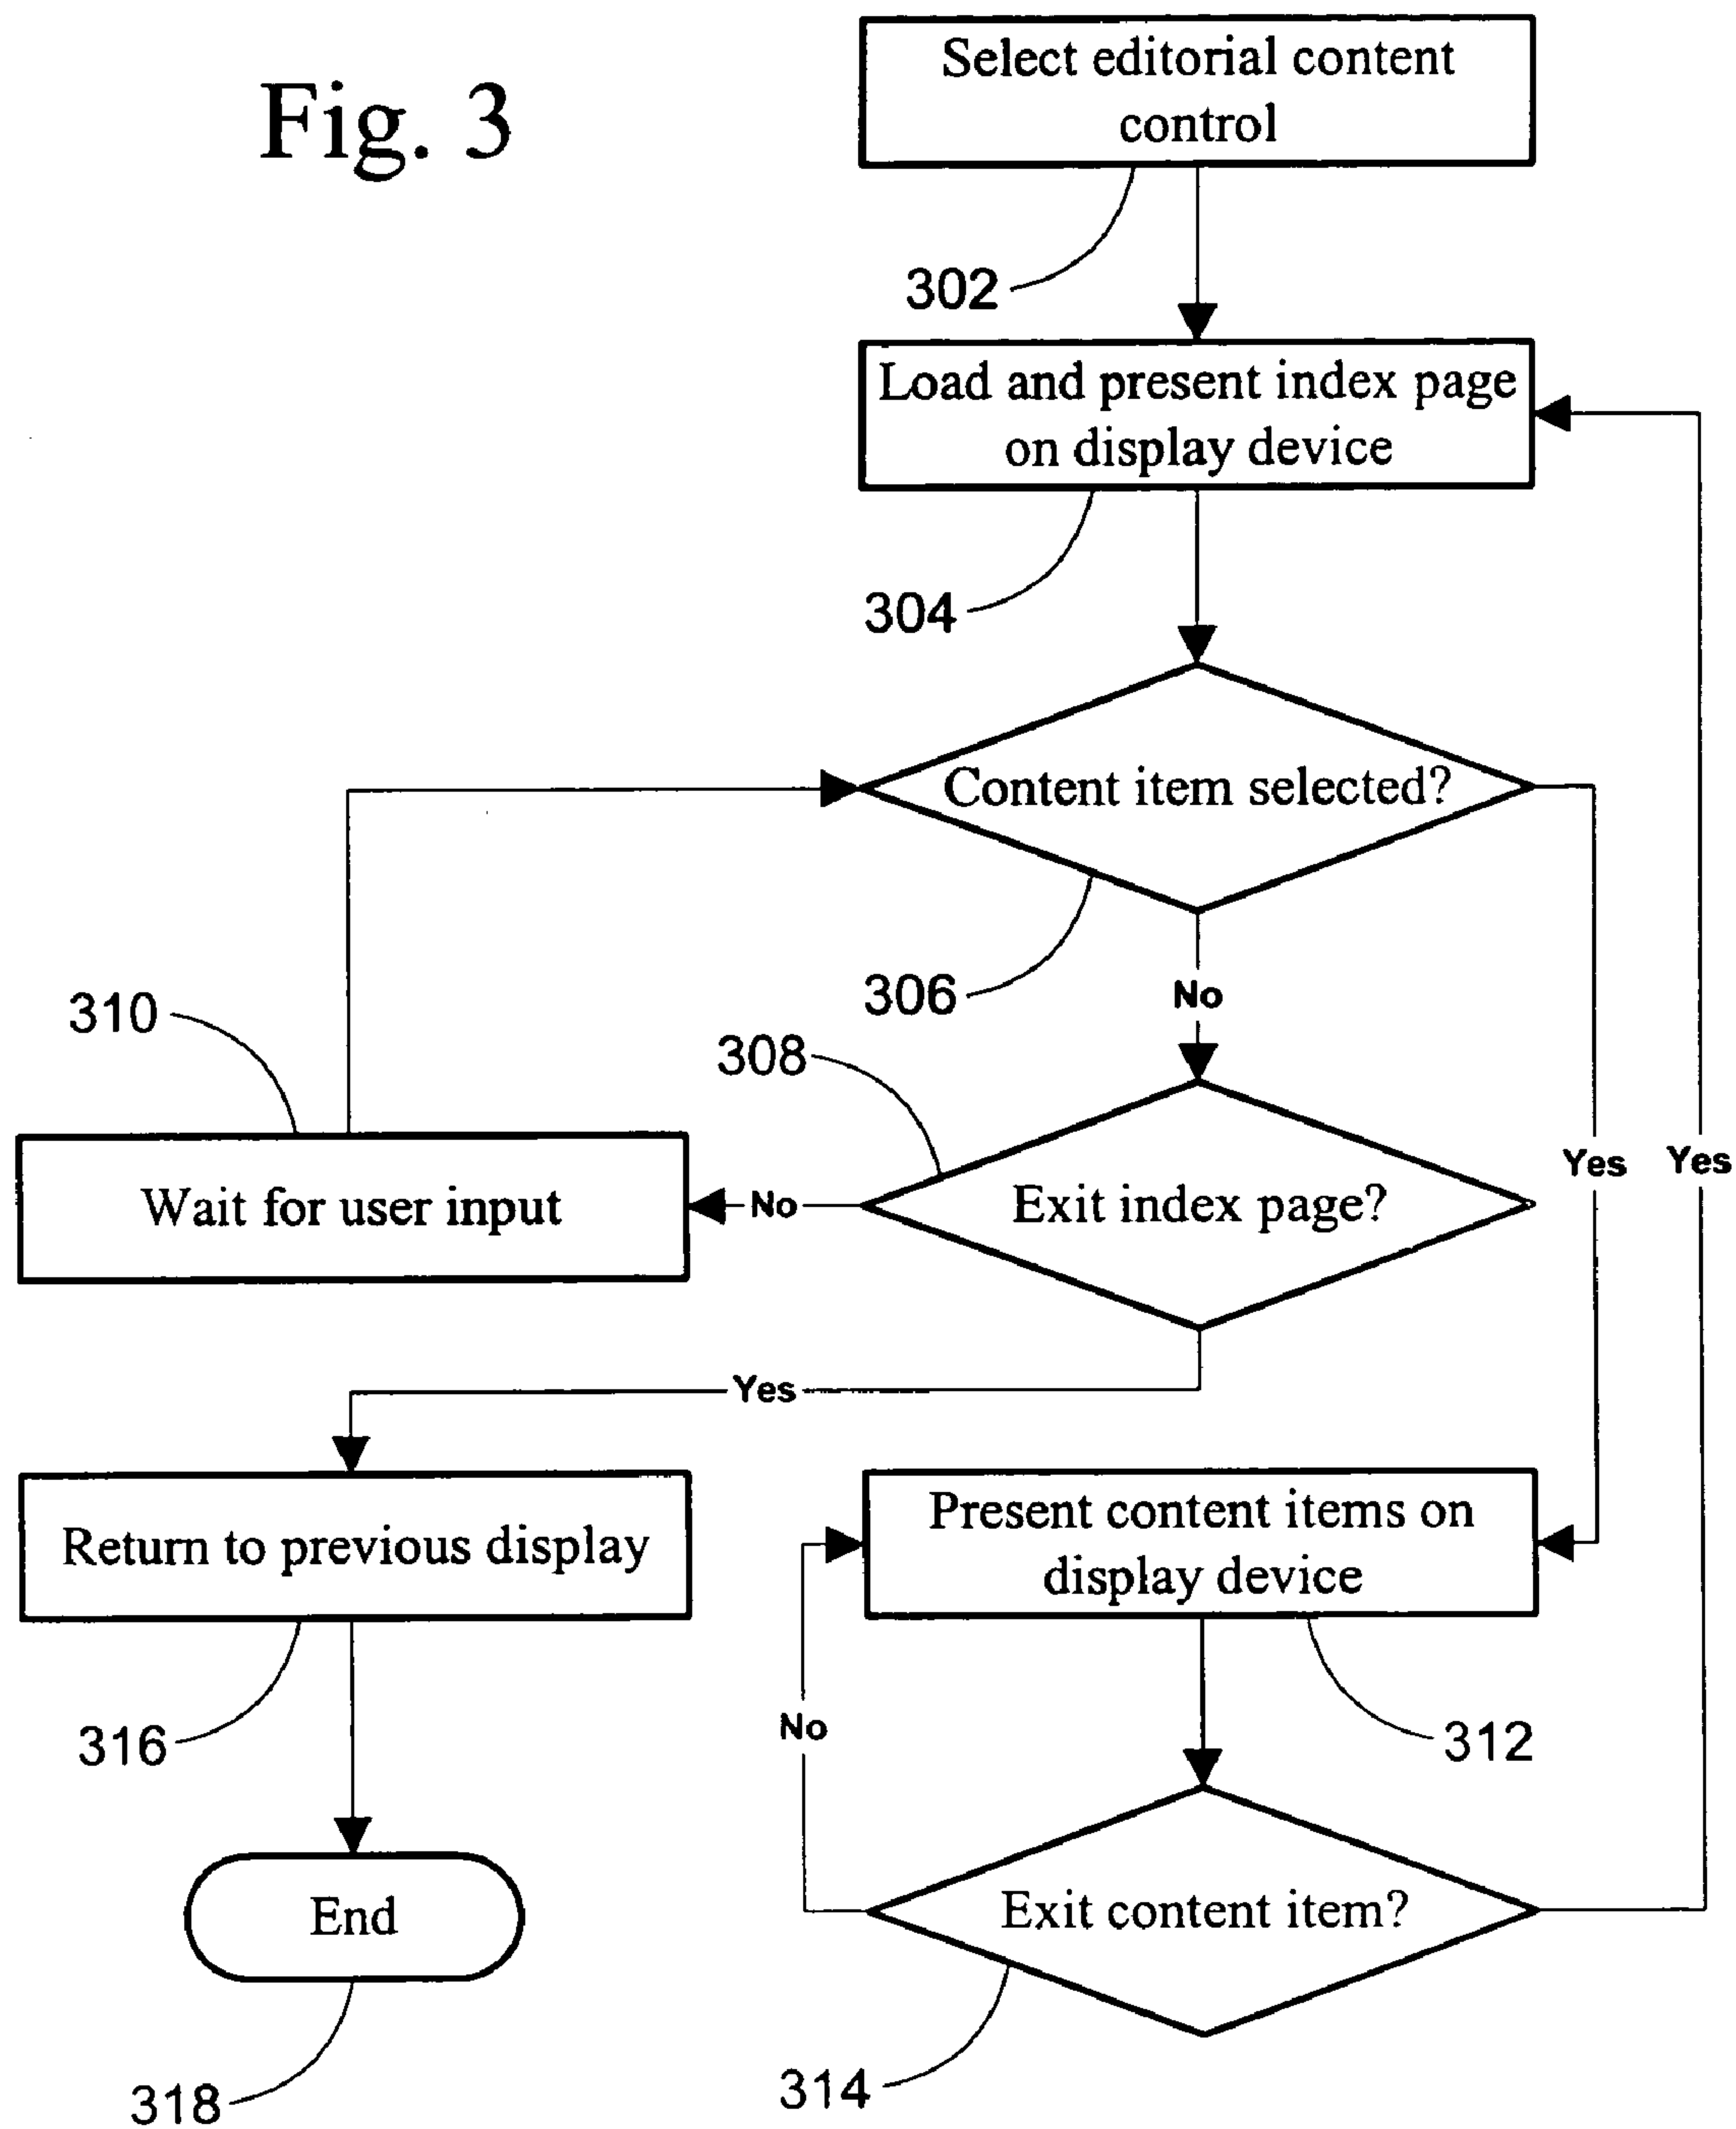 Fig. 3
Select editorial content
control
302
Load and present index page
on display device
304
Content item selected?
306
No
310
308
Wait for user input
No
Exit index page?
Yes
Yes
Yes
Return to previous display
Present content items on
display device
316
No
312
End
Exit content item?
318
314